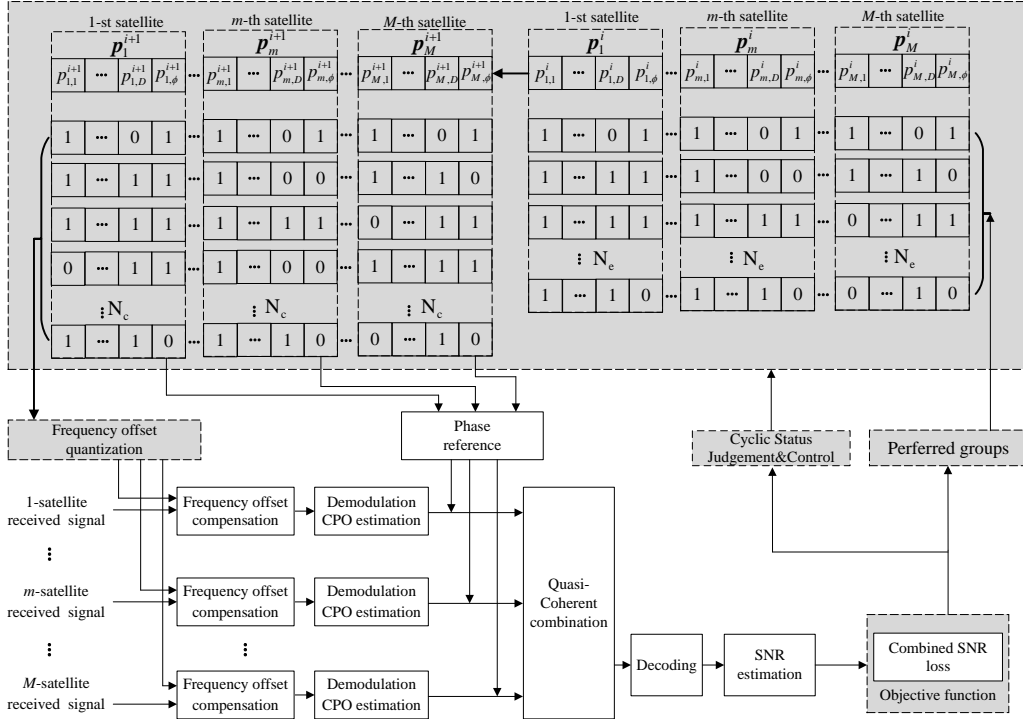 1-st satellite m-th satellite M-th satellite 1-st satellite m-th satellite M-th satellite
p_1^{i+1} p_m^{i+1} p_M^{i+1} p_1^i p_m^i p_M^i
p_{1,1}^{i+1} ... p_{1,D}^{i+1} p_{1,ϕ}^{i+1} ... p_{m,1}^{i+1} ... p_{m,D}^{i+1} p_{m,ϕ}^{i+1} ... p_{M,1}^{i+1} ... p_{M,D}^{i+1} p_{M,ϕ}^{i+1} p_{1,1}^i ... p_{1,D}^i p_{1,ϕ}^i ... p_{m,1}^i ... p_{m,D}^i p_{m,ϕ}^i ... p_{M,1}^i ... p_{M,D}^i p_{M,ϕ}^i
1 ... 0 1 ... 1 ... 0 1 ... 1 ... 0 1 1 ... 0 1 ... 1 ... 0 1 ... 1 ... 0 1
1 ... 1 1 ... 1 ... 0 0 ... 1 ... 1 0 1 ... 1 1 ... 1 ... 0 0 ... 1 ... 1 0
1 ... 1 1 ... 1 ... 1 1 ... 0 ... 1 1 1 ... 1 1 ... 1 ... 1 1 ... 0 ... 1 1
0 ... 1 1 ... 1 ... 0 0 ... 1 ... 1 1
⋮ N_e ⋮ N_e ⋮ N_e
1 ... 1 0 ... 1 ... 1 0 ... 0 ... 1 0
⋮ N_c ⋮ N_c ⋮ N_c
1 ... 1 0 ... 1 ... 1 0 ... 0 ... 1 0
Frequency offset
quantization
Phase
reference
Cyclic Status
Judgement&Control
Perferred groups
1-satellite
received signal
Frequency offset
compensation
Demodulation
CPO estimation
⋮
m-satellite
received signal
Frequency offset
compensation
Demodulation
CPO estimation
⋮ ⋮
M-satellite
received signal
Frequency offset
compensation
Demodulation
CPO estimation
Quasi-
Coherent
combination
Decoding
SNR
estimation
Combined SNR
loss
Objective function